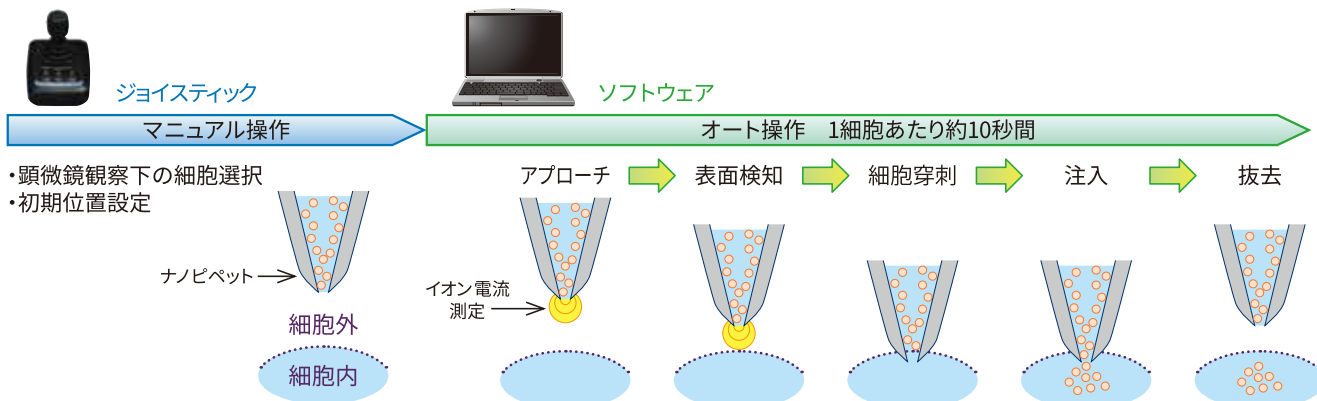 ジョイスティック
ソフトウェア
マニュアル操作
オート操作　1細胞あたり約10秒間
・顕微鏡観察下の細胞選択
・初期位置設定
アプローチ
表面検知
細胞穿刺
注入
抜去
ナノピペット
イオン電流
測定
細胞外
細胞内